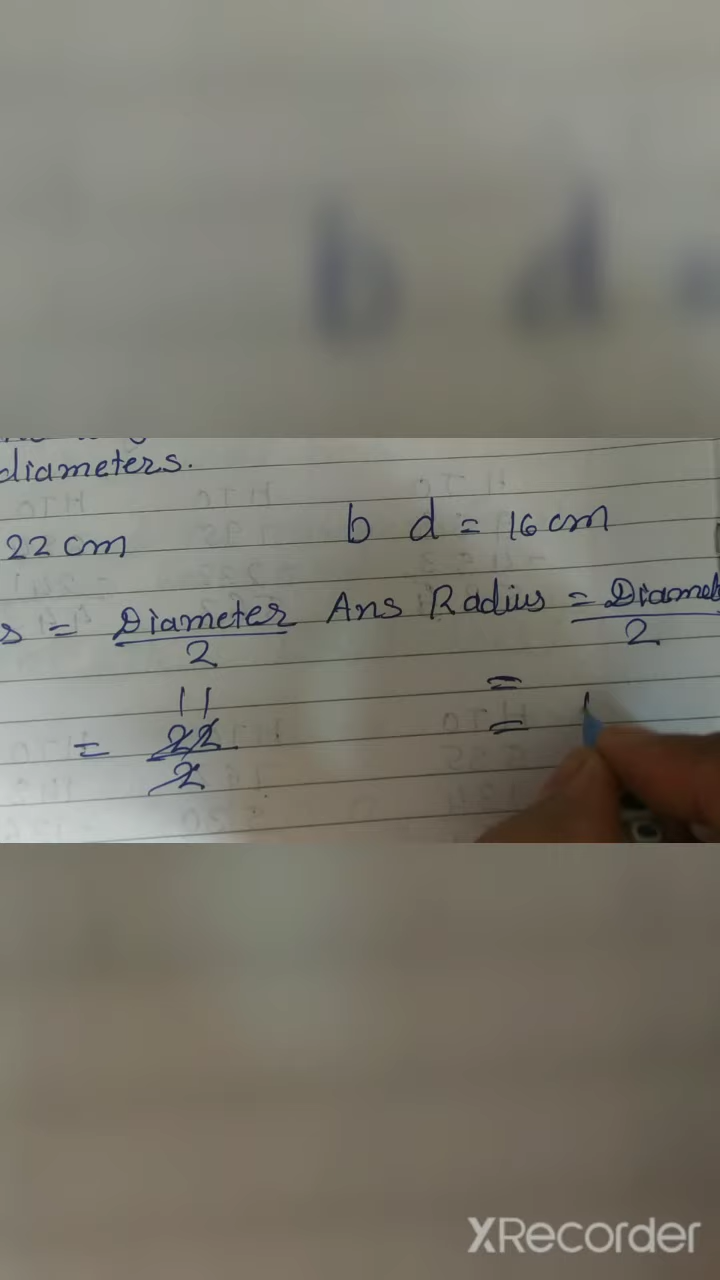 diameters.
22 cm b d = 16 cm
s = Diameter/2 Ans Radius = Diamet/2
11
= 22/2 =
=
b d
XRecorder